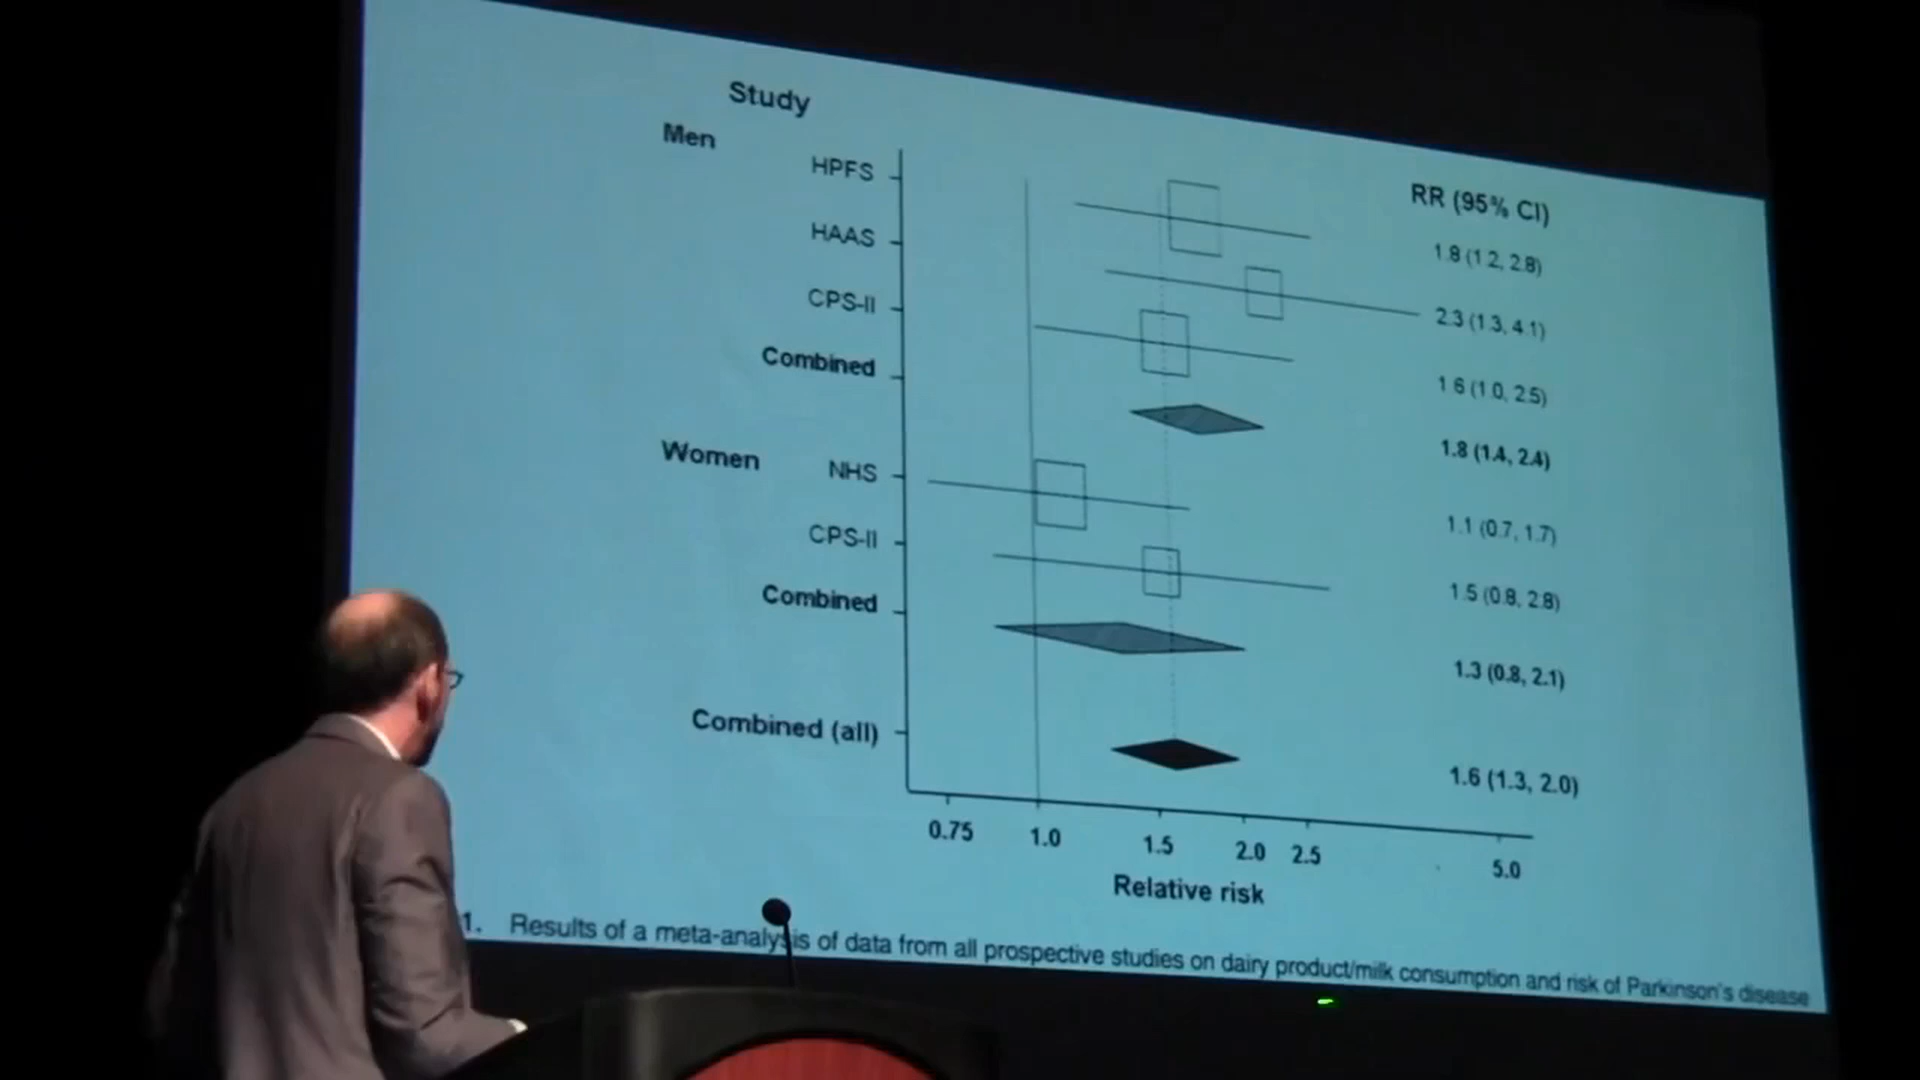 Study
RR (95% CI)
Men
HPFS
1.8 (1.2, 2.8)
HAAS
2.3 (1.3, 4.1)
CPS-II
1.6 (1.0, 2.5)
Combined
1.8 (1.4, 2.4)
Women
NHS
1.1 (0.7, 1.7)
CPS-II
1.5 (0.8, 2.8)
Combined
1.3 (0.8, 2.1)
Combined (all)
1.6 (1.3, 2.0)
0.75 1.0 1.5 2.0 2.5 5.0
Relative risk
1. Results of a meta-analysis of data from all prospective studies on dairy product/milk consumption and risk of Parkinson's disease